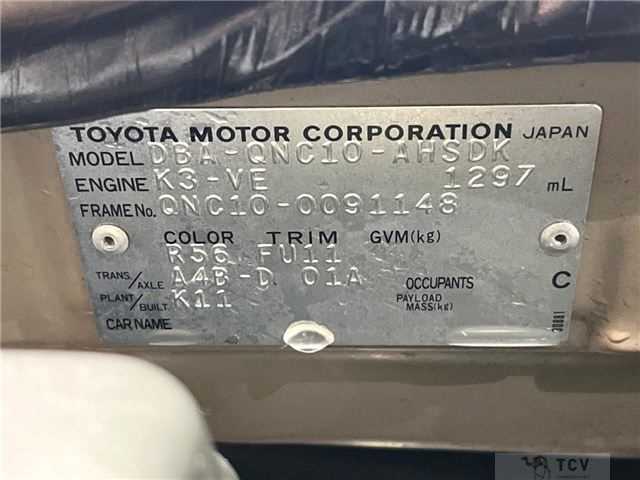 TOYOTA MOTOR CORPORATION JAPAN
MODEL DBA-QNC10-AHSDK
ENGINE K3-VE 1297 mL
FRAME No. QNC10-0091148
COLOR TRIM GVM(kg)
R56 FU11
TRANS./AXLE A4B-D 01A OCCUPANTS C
PLANT/BUILT K11 PAYLOAD MASS(kg)
CAR NAME
30881
TCV